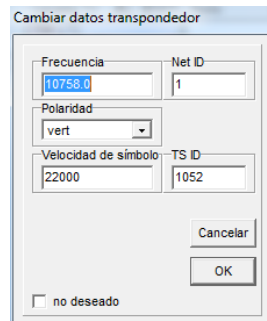 Cambiar datos transpondedor
Frecuencia Net ID
10758.0 1
Polaridad
vert
Velocidad de símbolo TS ID
22000 1052
Cancelar
OK
no deseado